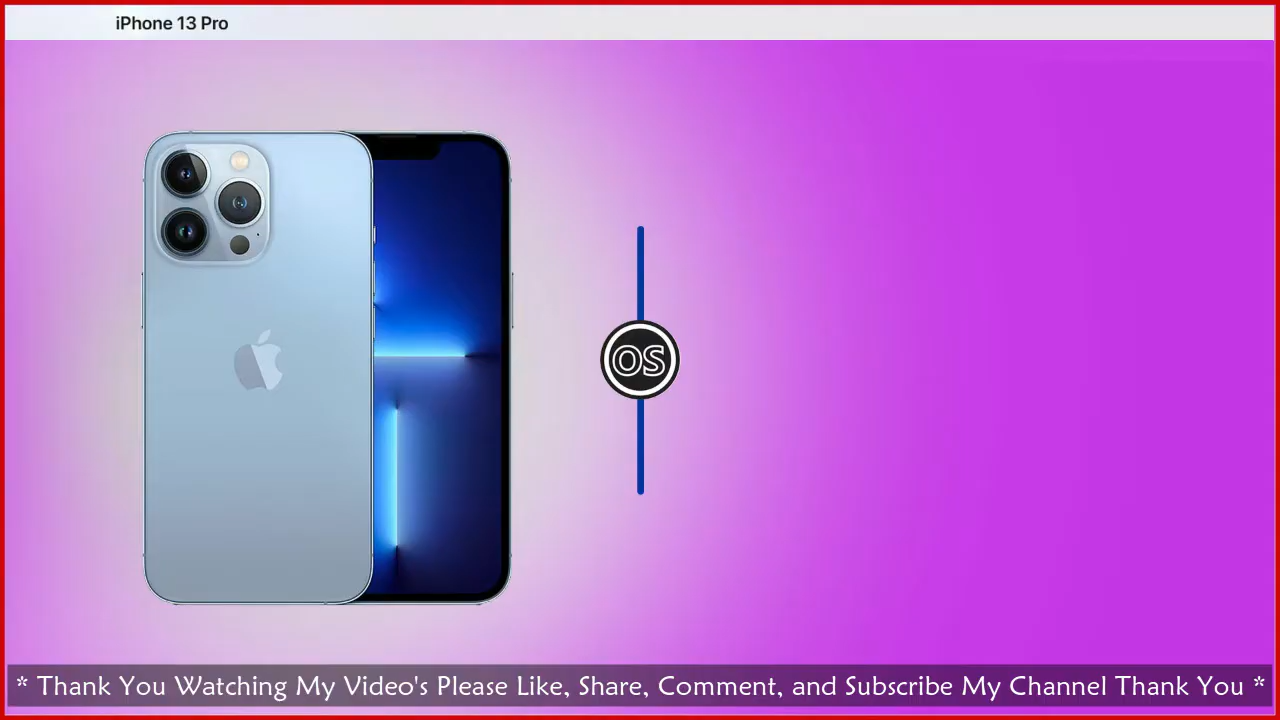 iPhone 13 Pro
OS
* Thank You Watching My Video's Please Like, Share, Comment, and Subscribe My Channel Thank You *